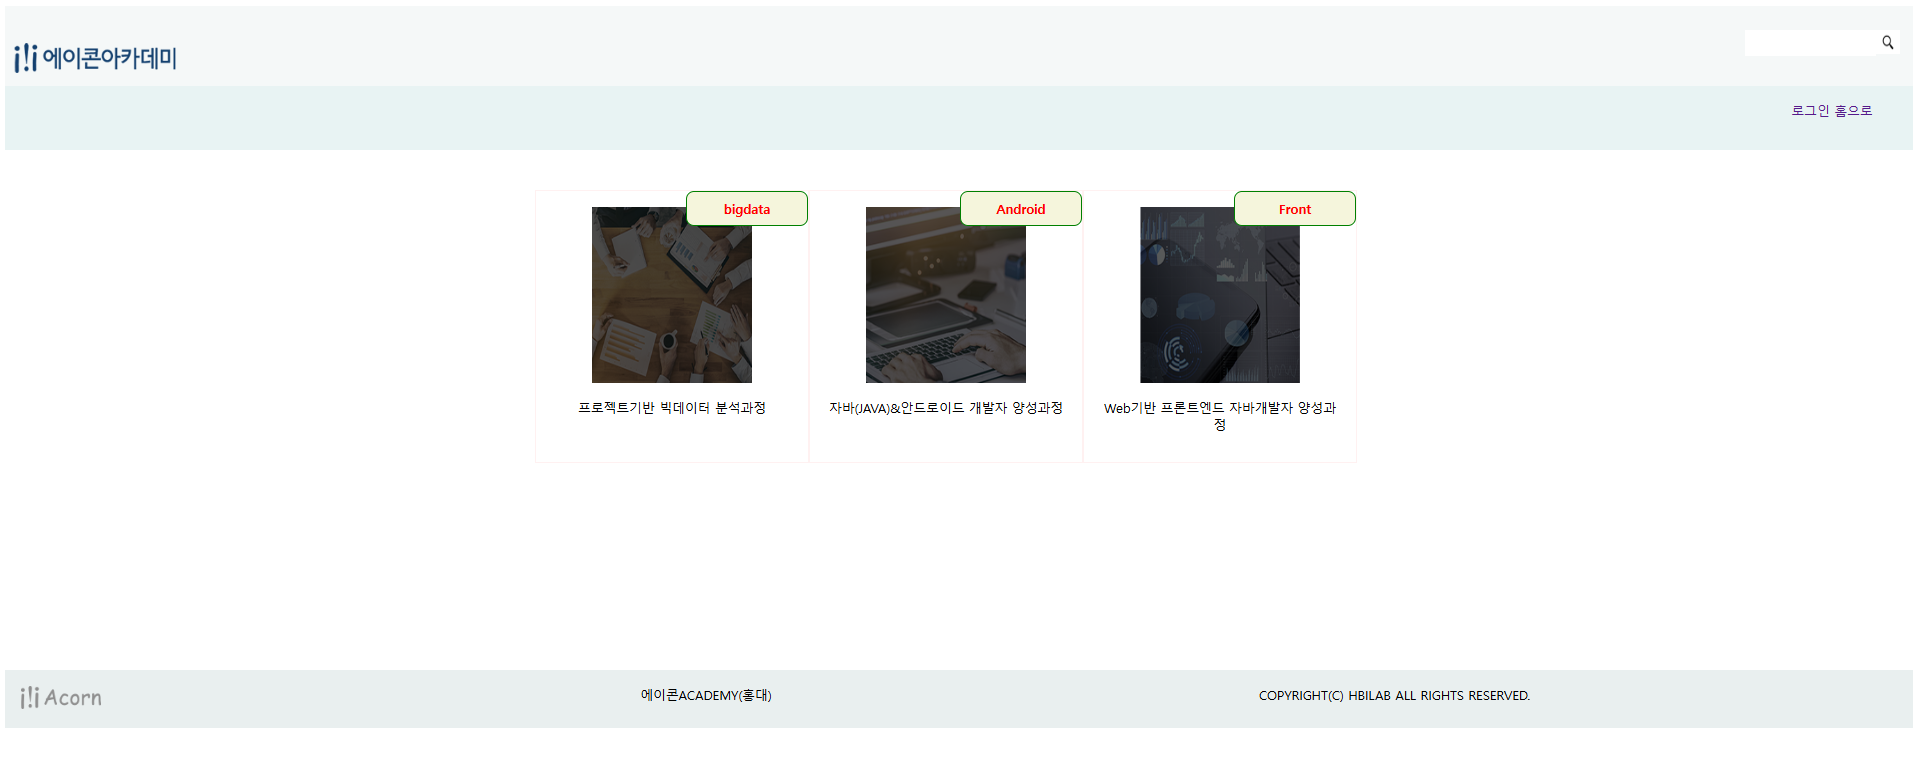 에이콘아카데미
로그인 홈으로
bigdata
프로젝트기반 빅데이터 분석과정
Android
자바(JAVA)&안드로이드 개발자 양성과정
Front
Web기반 프론트엔드 자바개발자 양성과
정
Acorn
에이콘ACADEMY(홍대)
COPYRIGHT(C) HBILAB ALL RIGHTS RESERVED.